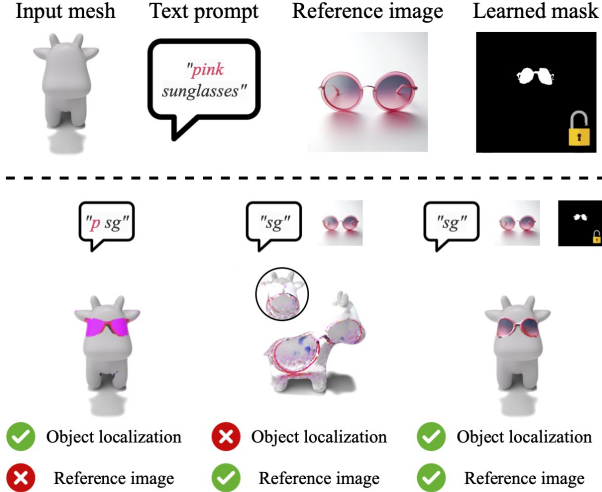 Input mesh Text prompt Reference image Learned mask
"pink
sunglasses"
"p sg" "sg" "sg"
Object localization Object localization Object localization
Reference image Reference image Reference image